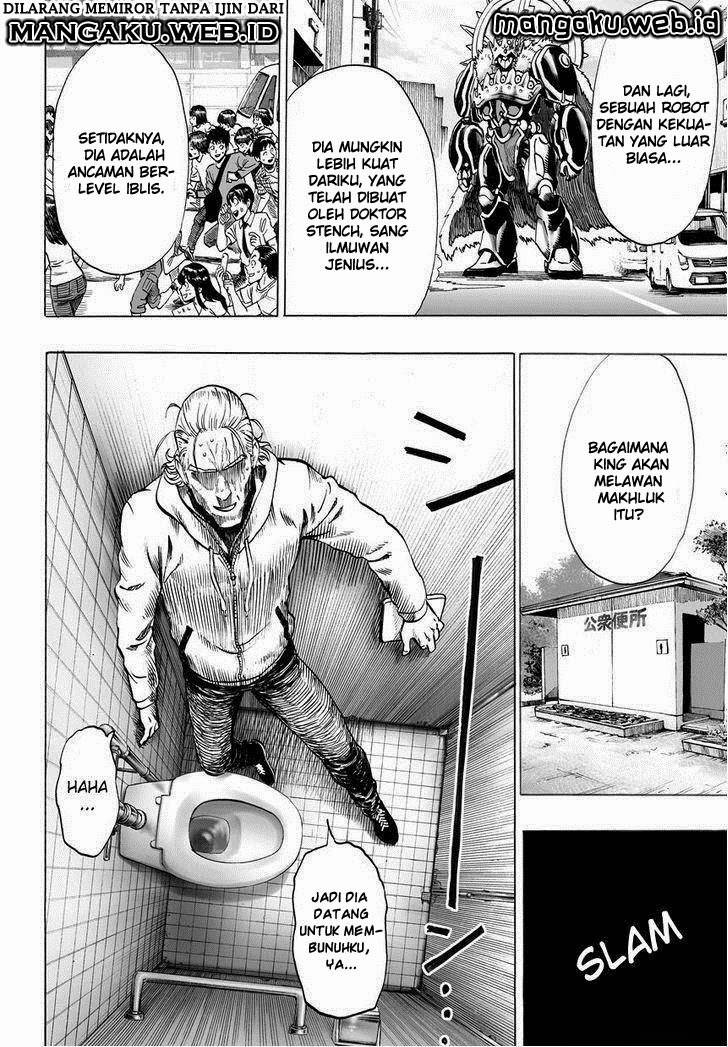 DILARANG MEMIROR TANPA IJIN DARI
MANGAKU.WEB.ID
mangaku.web.id
DAN LAGI,
SEBUAH ROBOT
DENGAN KEKUA-
TAN YANG LUAR
BIASA...
DIA MUNGKIN
LEBIH KUAT
DARIKU, YANG
TELAH DIBUAT
OLEH DOKTOR
STENCH, SANG
ILMUWAN
JENIUS...
SETIDAKNYA,
DIA ADALAH
ANCAMAN BER-
LEVEL IBLIS.
BAGAIMANA
KING AKAN
MELAWAN
MAKHLUK
ITU?
公衆便所
SLAM
HAHA
...
JADI DIA
DATANG
UNTUK MEM-
BUNUHKU,
YA...